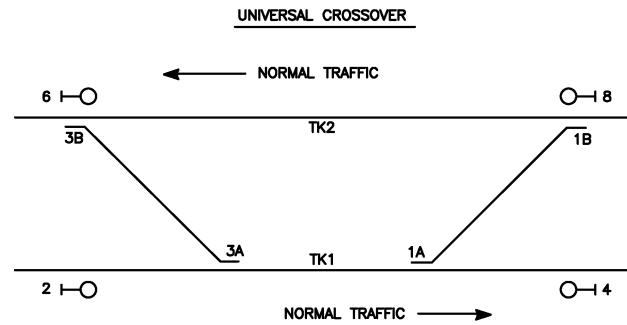 UNIVERSAL CROSSOVER
NORMAL TRAFFIC
6
8
TK2
3B
1B
3A
TK1
1A
2
4
NORMAL TRAFFIC